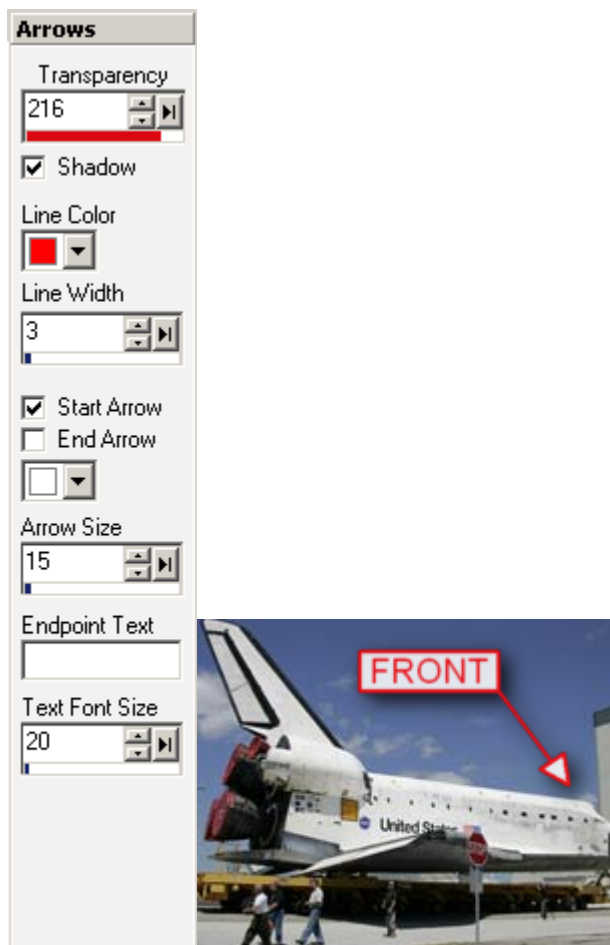 Arrows
Transparency
216
Shadow
Line Color
Line Width
3
Start Arrow
End Arrow
Arrow Size
15
Endpoint Text
Text Font Size
20
FRONT
United States
STOP